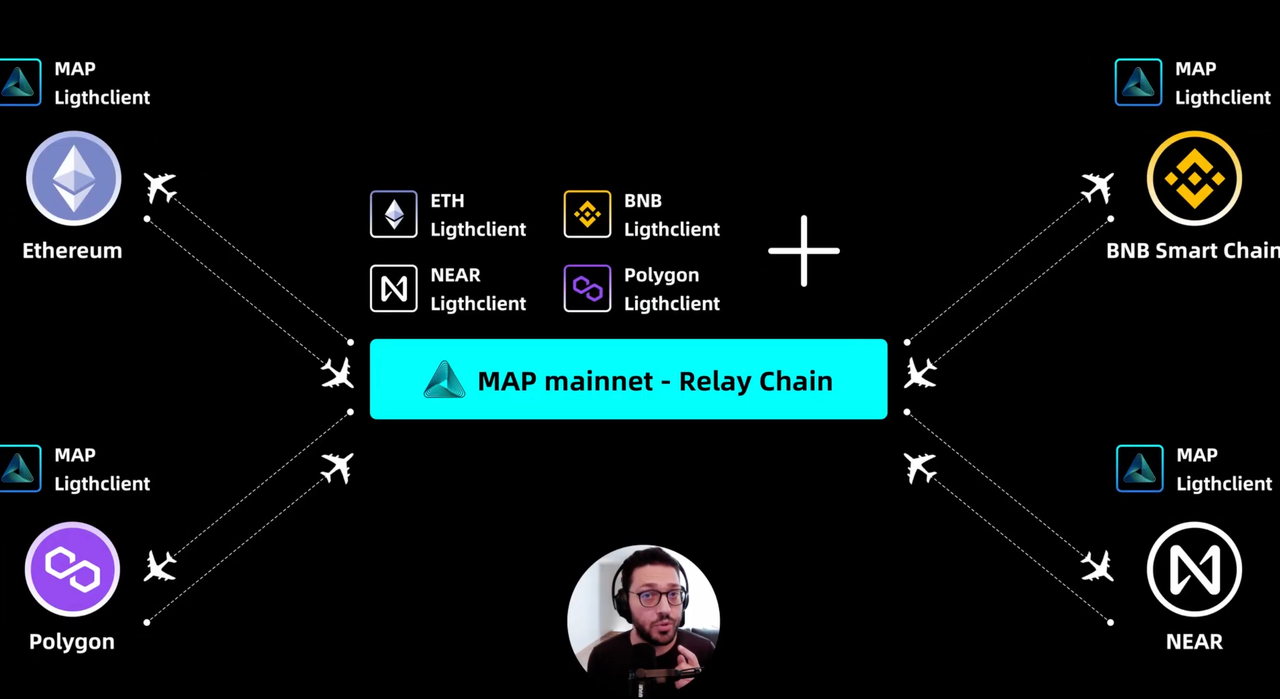 MAP
Ligthclient
Ethereum
ETH
Ligthclient
BNB
Ligthclient
NEAR
Ligthclient
Polygon
Ligthclient
MAP mainnet - Relay Chain
MAP
Ligthclient
BNB Smart Chain
MAP
Ligthclient
Polygon
MAP
Ligthclient
NEAR